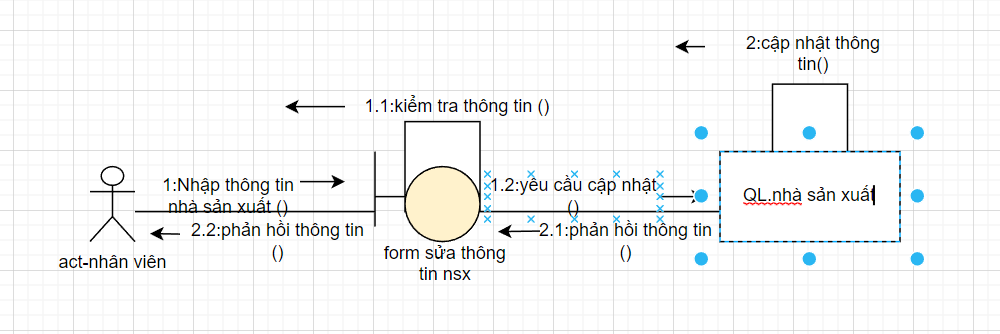 2:cập nhật thông
tin()
1.1:kiểm tra thông tin ()
1:Nhập thông tin
nhà sản xuất ()
1.2:yêu cầu cập nhật
()
QL.nhà sản xuất
2.2:phản hồi thông tin
()
2.1:phản hồi thông tin
()
act-nhân viên
form sửa thông
tin nsx